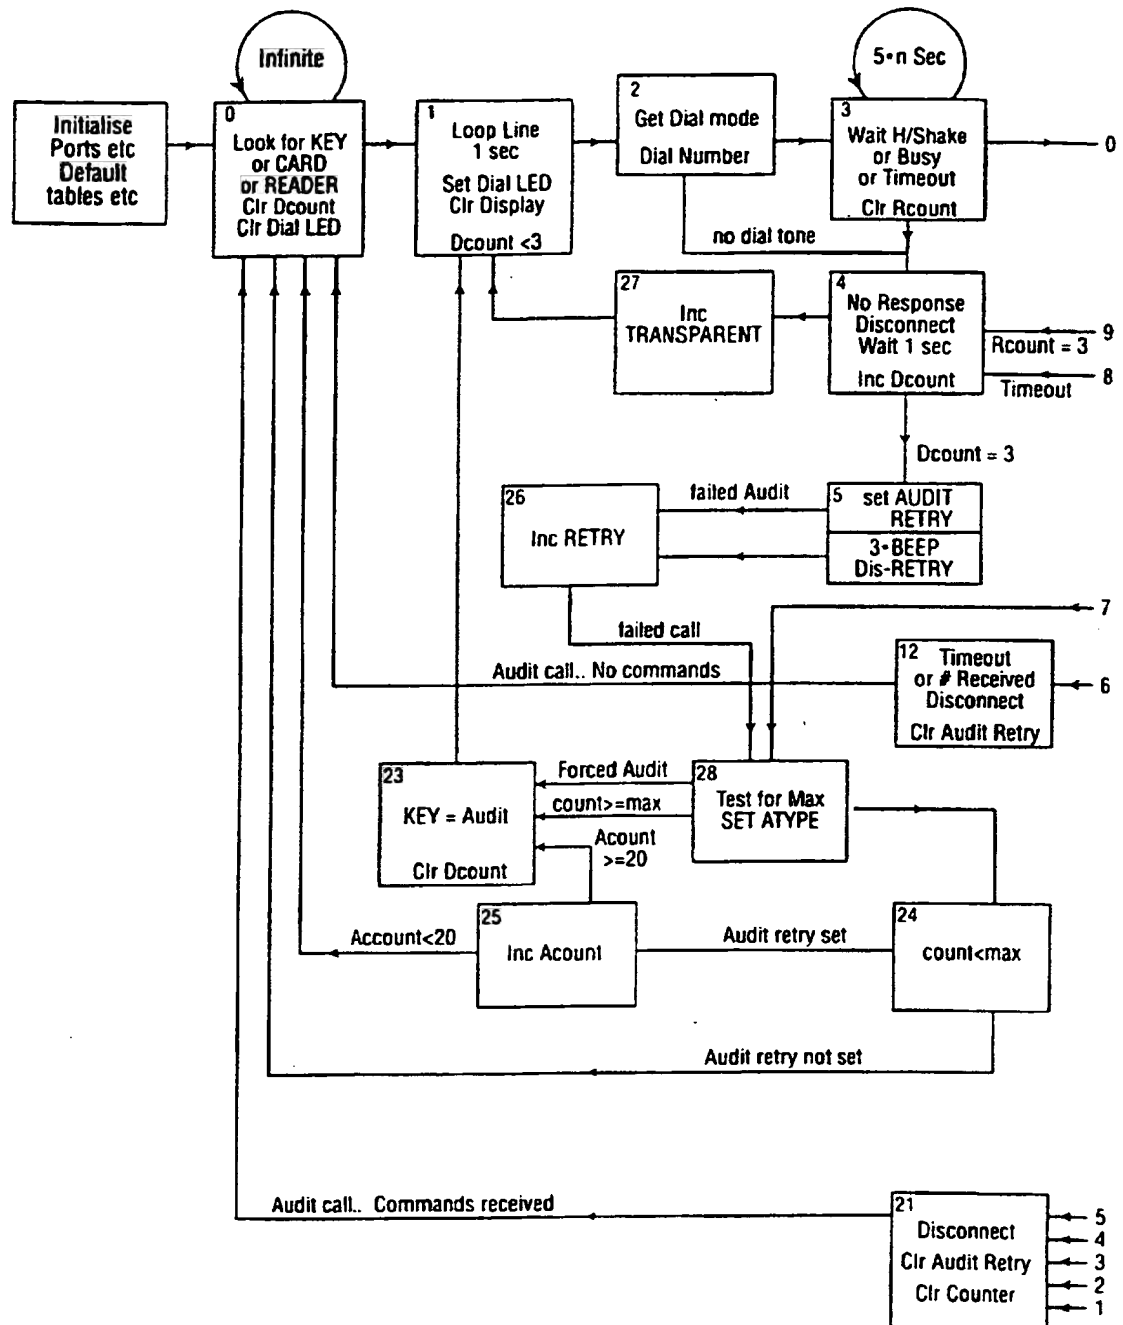 Infinite
5•n Sec
Initialise
Ports etc
Default
tables etc
0
Look for KEY
or CARD
or READER
Clr Dcount
Clr Dial LED
1
Loop Line
1 sec
Set Dial LED
Clr Display
Dcount <3
2
Get Dial mode
Dial Number
3
Wait H/Shake
or Busy
or Timeout
Clr Rcount
0
no dial tone
27
Inc
TRANSPARENT
4
No Response
Disconnect
Wait 1 sec
Inc Dcount
9
Rcount = 3
8
Timeout
Dcount = 3
26
Inc RETRY
failed Audit
5
set AUDIT
RETRY
3•BEEP
Dis-RETRY
7
failed call
Audit call.. No commands
12
Timeout
or # Received
Disconnect
Clr Audit Retry
6
23
KEY = Audit
Clr Dcount
Forced Audit
count>=max
Acount
>=20
28
Test for Max
SET ATYPE
25
Inc Acount
Account<20
Audit retry set
24
count<max
Audit retry not set
Audit call.. Commands received
21
Disconnect
Clr Audit Retry
Clr Counter
5
4
3
2
1